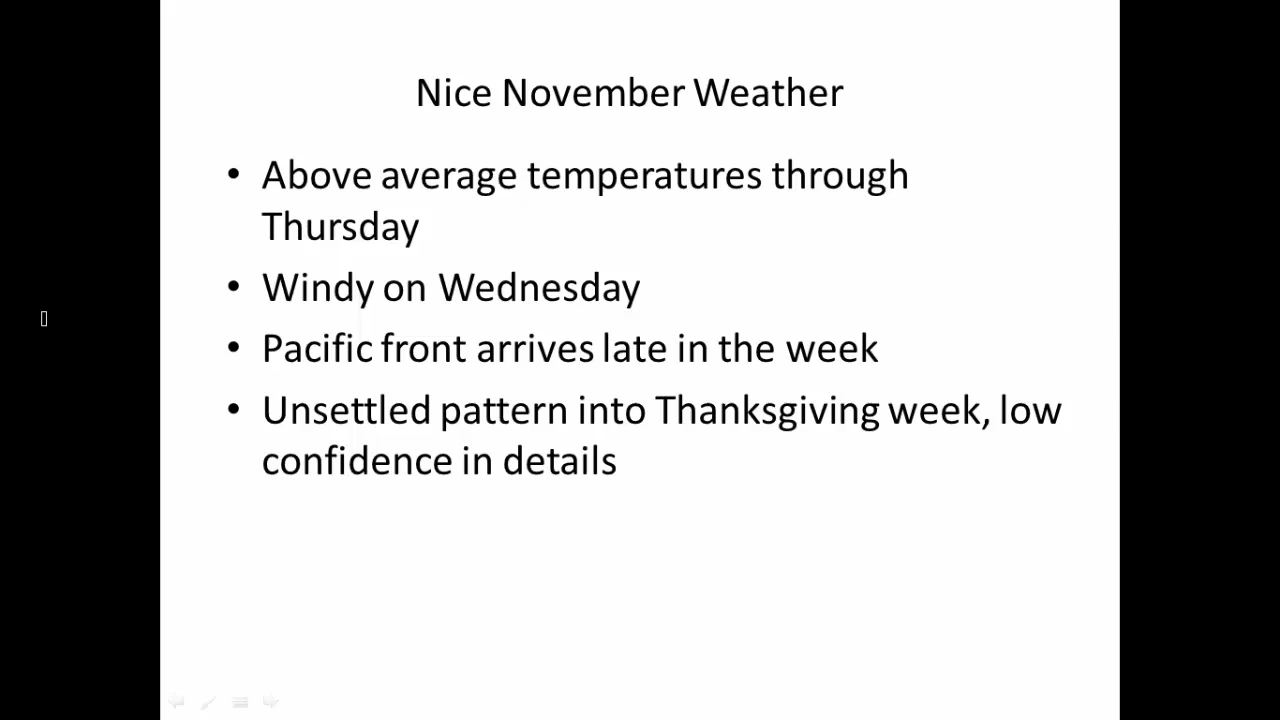 Nice November Weather
• Above average temperatures through
Thursday
• Windy on Wednesday
• Pacific front arrives late in the week
• Unsettled pattern into Thanksgiving week, low
confidence in details